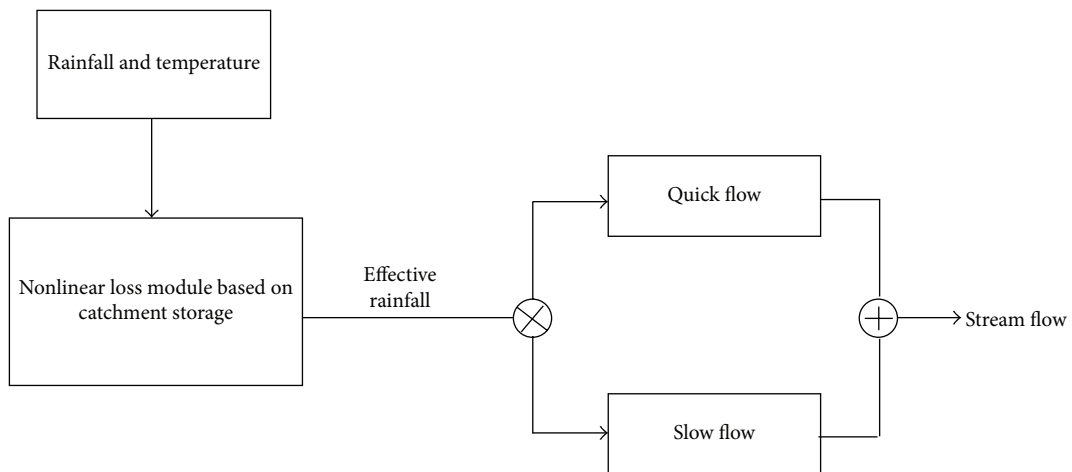 Rainfall and temperature
Nonlinear loss module based on
catchment storage
Effective
rainfall
Quick flow
Slow flow
Stream flow